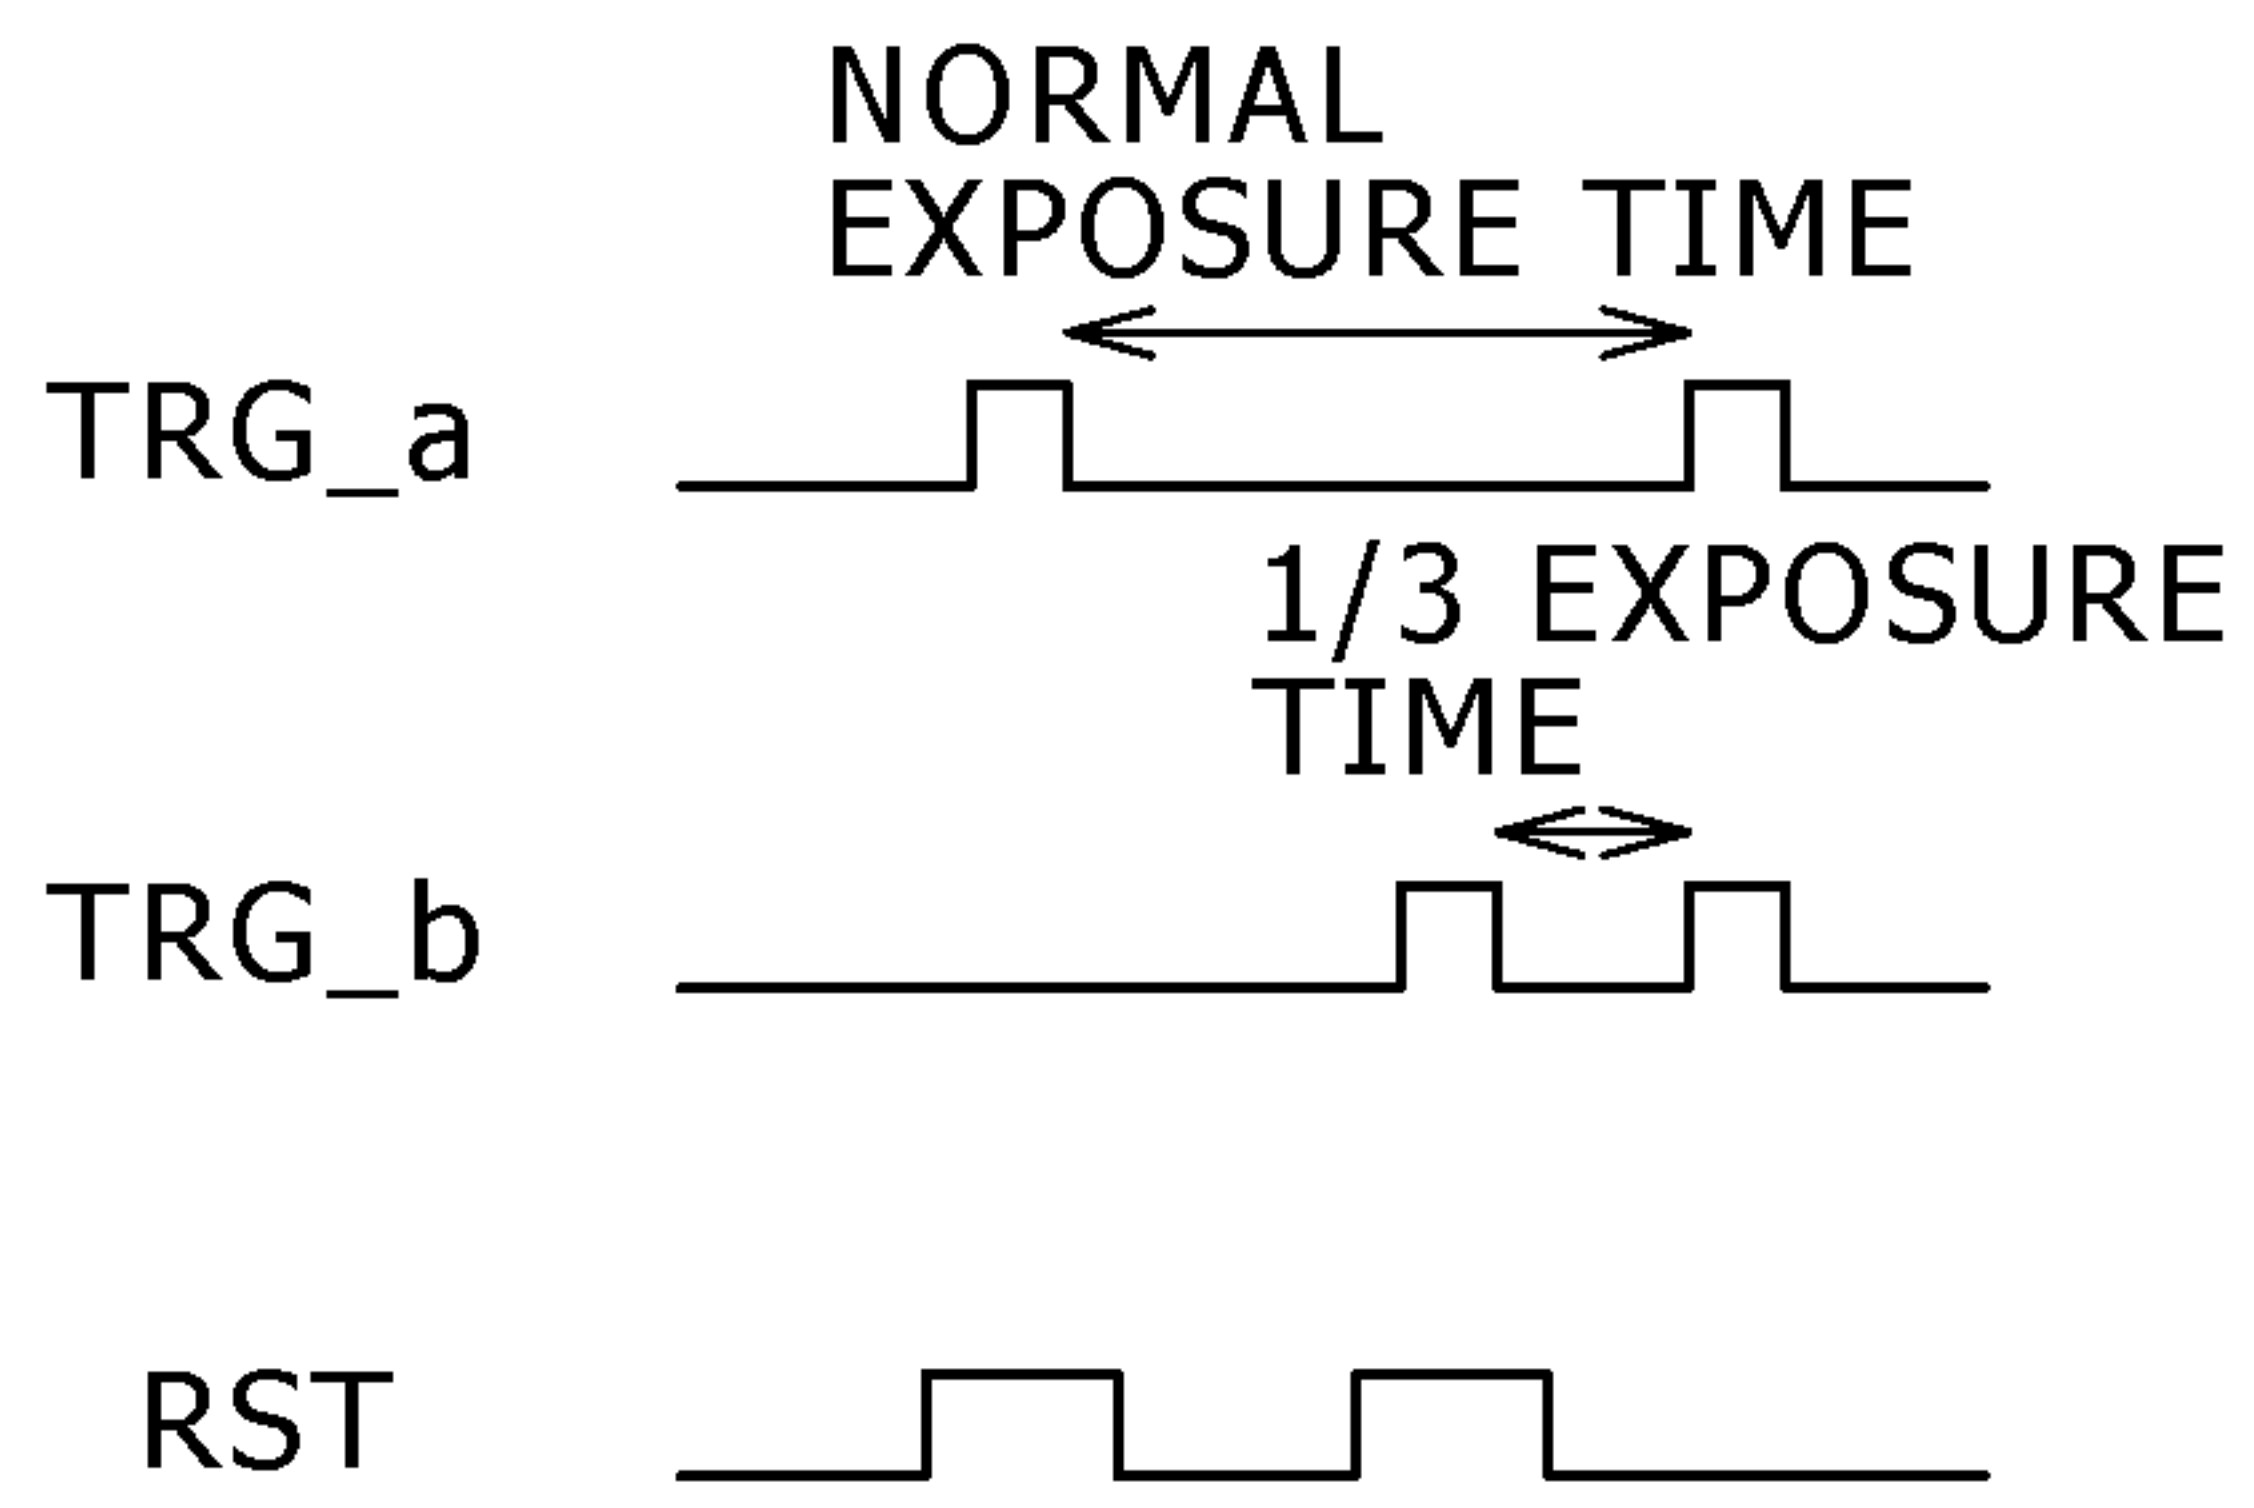 NORMAL
EXPOSURE TIME
TRG_a
1/3 EXPOSURE
TIME
TRG_b
RST